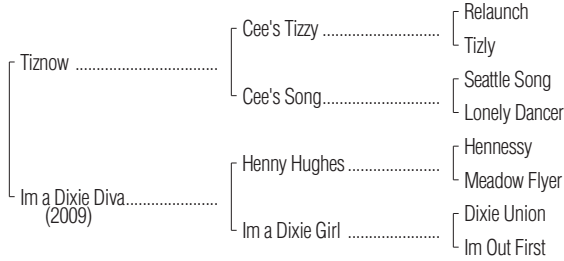 Relaunch
Cee's Tizzy ..............................
Tizly
Tiznow .....................................
Seattle Song
Cee's Song..............................
Lonely Dancer
Hennessy
Henny Hughes ........................
Meadow Flyer
Im a Dixie Diva........................
(2009)
Dixie Union
Im a Dixie Girl ........................
Im Out First